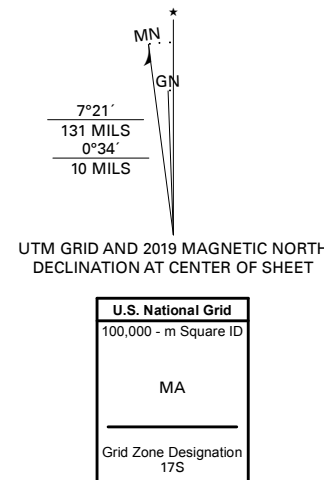 ★
MN
GN
7°21´
131 MILS
0°34´
10 MILS
UTM GRID AND 2019 MAGNETIC NORTH
DECLINATION AT CENTER OF SHEET
U.S. National Grid
100,000 - m Square ID
MA
Grid Zone Designation
17S